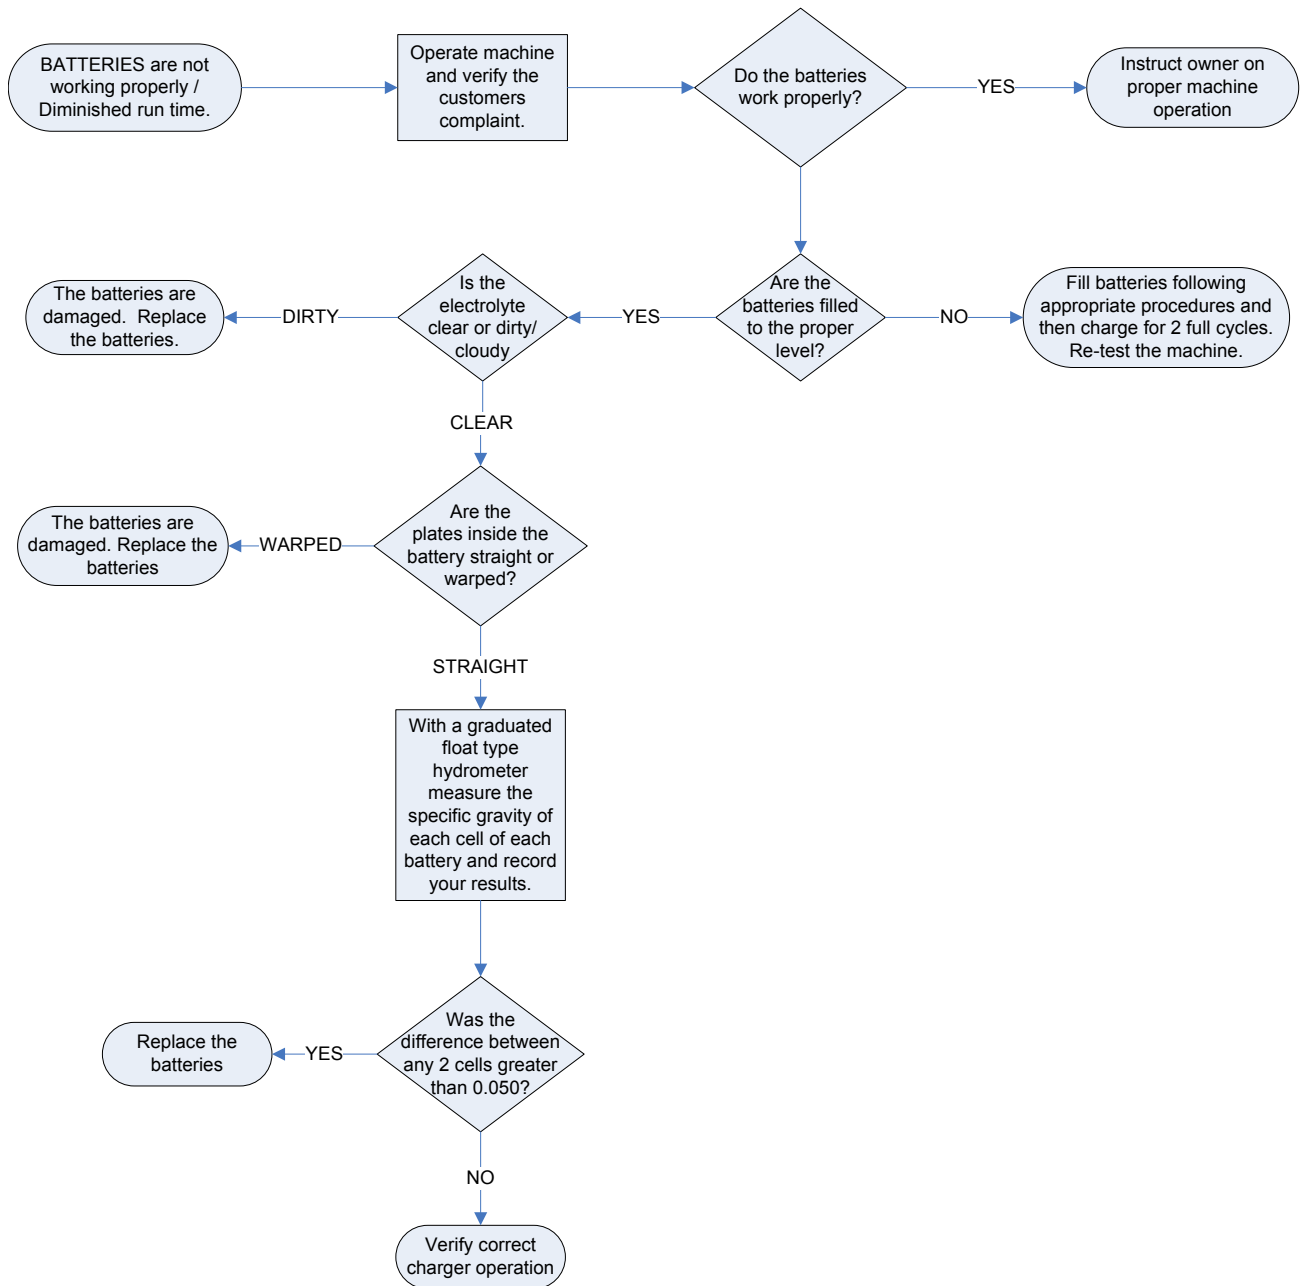 BATTERIES are not
working properly /
Diminished run time.
Operate machine
and verify the
customers
complaint.
Do the batteries
work properly?
YES
Instruct owner on
proper machine
operation
The batteries are
damaged.  Replace
the batteries.
DIRTY
Is the
electrolyte
clear or dirty/
cloudy
YES
Are the
batteries filled
to the proper
level?
NO
Fill batteries following
appropriate procedures and
then charge for 2 full cycles.
Re-test the machine.
CLEAR
The batteries are
damaged. Replace the
batteries
WARPED
Are the
plates inside the
battery straight or
warped?
STRAIGHT
With a graduated
float type
hydrometer
measure the
specific gravity of
each cell of each
battery and record
your results.
Replace the
batteries
YES
Was the
difference between
any 2 cells greater
than 0.050?
NO
Verify correct
charger operation